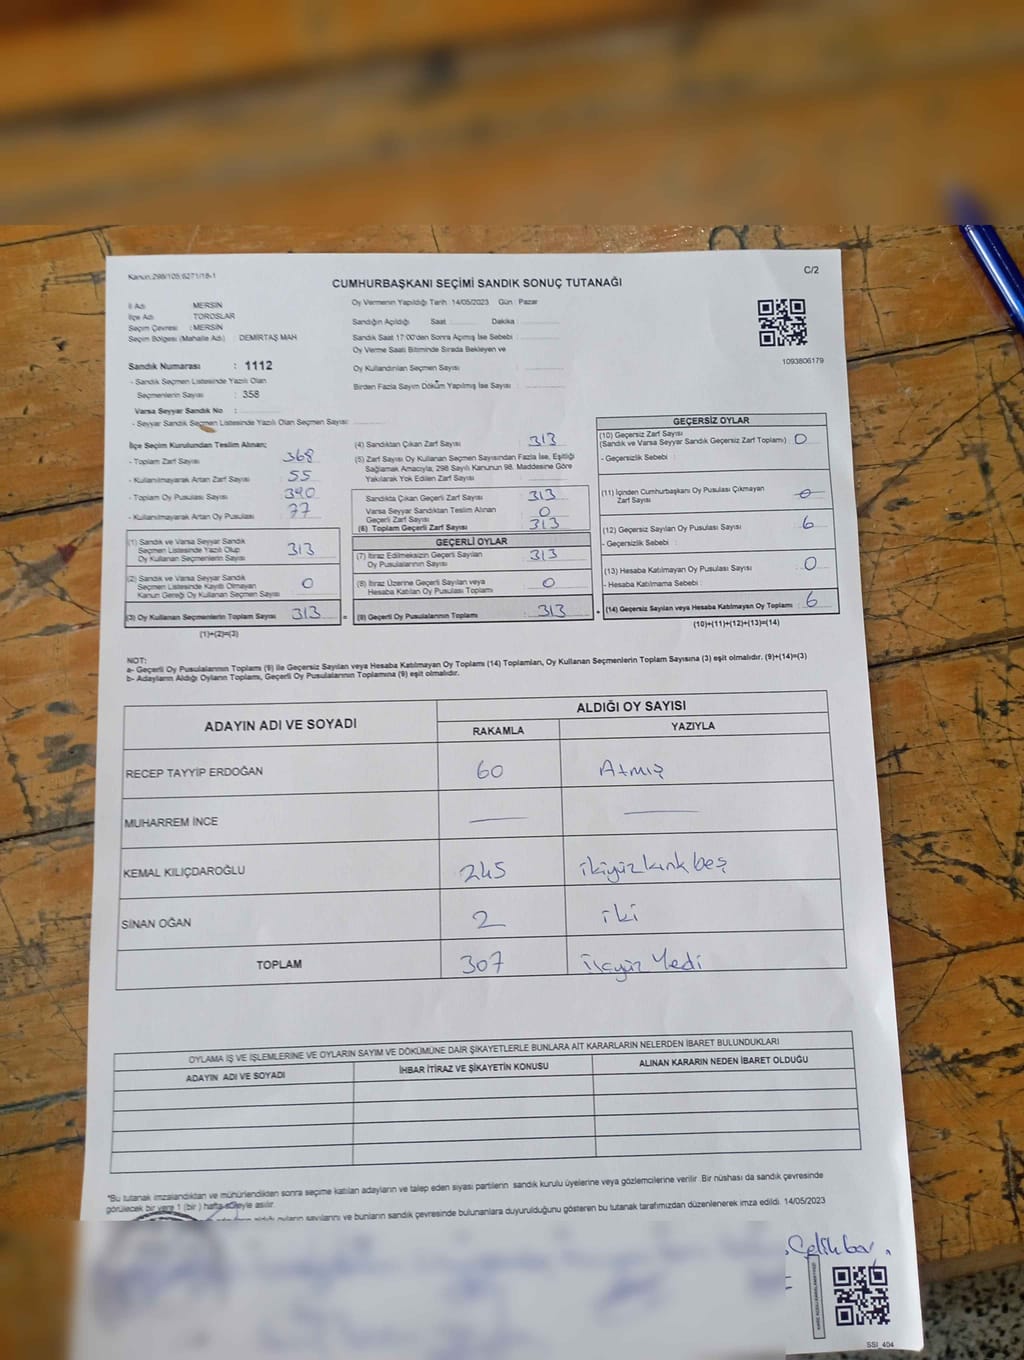 Kanun:298/105;6271/18-1
C/2
CUMHURBAŞKANI SEÇİMİ SANDIK SONUÇ TUTANAĞI
İl Adı MERSİN
İlçe Adı TOROSLAR
Seçim Çevresi : MERSİN
Seçim Bölgesi (Mahalle Adı) : DEMİRTAŞ MAH
Sandık Numarası : 1112
- Sandık Seçmen Listesinde Yazılı Olan
Seçmenlerin Sayısı : 358
Varsa Seyyar Sandık No :
- Seyyar Sandık Seçmen Listesinde Yazılı Olan Seçmen Sayısı :
Oy Vermenin Yapıldığı Tarih : 14/05/2023 Gün : Pazar
Sandığın Açıldığı Saat Dakika :
Sandık Saat 17:00'den Sonra Açılmış İse Sebebi :
Oy Verme Saati Bitiminde Sırada Bekleyen ve
Oy Kullandırılan Seçmen Sayısı :
Birden Fazla Sayım Döküm Yapılmış İse Sayısı :
1093806179
İlçe Seçim Kurulundan Teslim Alınan;
- Toplam Zarf Sayısı : 368
- Kullanılmayarak Artan Zarf Sayısı : 55
- Toplam Oy Pusulası Sayısı : 390
- Kullanılmayarak Artan Oy Pusulası : 77
(1) Sandık ve Varsa Seyyar Sandık
Seçmen Listesinde Yazılı Olup
Oy Kullanan Seçmenlerin Sayısı : 313
(2) Sandık ve Varsa Seyyar Sandık
Seçmen Listesinde Kayıtlı Olmayan
Kanun Gereği Oy Kullanan Seçmen Sayısı : 0
(3) Oy Kullanan Seçmenlerin Toplam Sayısı : 313 =
(1)+(2)=(3)
(4) Sandıktan Çıkan Zarf Sayısı : 313
(5) Zarf Sayısı Oy Kullanan Seçmen Sayısından Fazla İse, Eşitliği
Sağlamak Amacıyla, 298 Sayılı Kanunun 98. Maddesine Göre
Yakılarak Yok Edilen Zarf Sayısı :
Sandıkta Çıkan Geçerli Zarf Sayısı : 313
Varsa Seyyar Sandıktan Teslim Alınan
Geçerli Zarf Sayısı : 0
(6) Toplam Geçerli Zarf Sayısı : 313
GEÇERLİ OYLAR
(7) İtiraz Edilmeksizin Geçerli Sayılan
Oy Pusulalarının Sayısı : 313
(8) İtiraz Üzerine Geçerli Sayılan veya
Hesaba Katılan Oy Pusulası Toplamı : 0
(9) Geçerli Oy Pusulalarının Toplamı : 313 +
GEÇERSİZ OYLAR
(10) Geçersiz Zarf Sayısı
(Sandık ve Varsa Seyyar Sandık Geçersiz Zarf Toplamı) : 0
- Geçersizlik Sebebi :
(11) İçinden Cumhurbaşkanı Oy Pusulası Çıkmayan
Zarf Sayısı : 0
(12) Geçersiz Sayılan Oy Pusulası Sayısı : 6
- Geçersizlik Sebebi :
(13) Hesaba Katılmayan Oy Pusulası Sayısı : 0
- Hesaba Katılmama Sebebi :
(14) Geçersiz Sayılan veya Hesaba Katılmayan Oy Toplamı : 6
(10)+(11)+(12)+(13)=(14)
NOT:
a- Geçerli Oy Pusulalarının Toplamı (9) ile Geçersiz Sayılan veya Hesaba Katılmayan Oy Toplamı (14) Toplamları, Oy Kullanan Seçmenlerin Toplam Sayısına (3) eşit olmalıdır. (9)+(14)=(3)
b- Adayların Aldığı Oyların Toplamı, Geçerli Oy Pusulalarının Toplamına (9) eşit olmalıdır.
ADAYIN ADI VE SOYADI
ALDIĞI OY SAYISI
RAKAMLA YAZIYLA
RECEP TAYYİP ERDOĞAN 60 Atmış
MUHARREM İNCE
KEMAL KILIÇDAROĞLU 245 ikiyüzkırkbeş
SİNAN OĞAN 2 iki
TOPLAM 307 üçyüz Yedi
OYLAMA İŞ VE İŞLEMLERİNE VE OYLARIN SAYIM VE DÖKÜMÜNE DAİR ŞİKAYETLERLE BUNLARA AİT KARARLARIN NELERDEN İBARET BULUNDUKLARI
ADAYIN ADI VE SOYADI İHBAR İTİRAZ VE ŞİKAYETİN KONUSU ALINAN KARARIN NEDEN İBARET OLDUĞU
*Bu tutanak imzalandıktan ve mühürlendikten sonra seçime katılan adayların ve talep eden siyasi partilerin sandık kurulu üyelerine veya gözlemcilerine verilir. Bir nüshası da sandık çevresinde
görülecek bir yere 1 (bir) hafta süreyle asılır.
aldığı oyların sayılarını ve bunların sandık çevresinde bulunanlara duyurulduğunu gösteren bu tutanak tarafımızdan düzenlenerek imza edildi. 14/05/2023
SSI_404